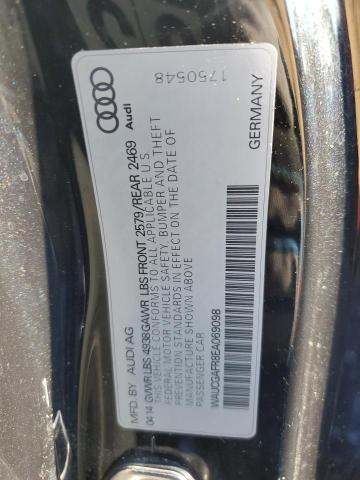 MFD. BY AUDI AG
04 14 GVWR LBS 4938 GAWR LBS FRONT 2579/REAR 2469
THIS VEHICLE CONFORMS TO ALL APPLICABLE U.S.
FEDERAL MOTOR VEHICLE SAFETY, BUMPER AND THEFT
PREVENTION STANDARDS IN EFFECT ON THE DATE OF
MANUFACTURE SHOWN ABOVE
PASSENGER CAR
WAUCGAFR8EA069098
GERMANY
Audi
1750548